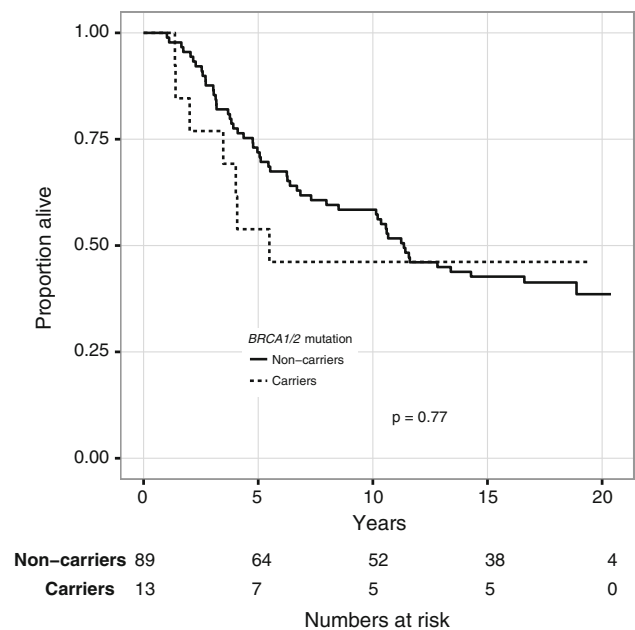 1.00
0.75
0.50
0.25
0.00
Proportion alive
BRCA1/2 mutation
Non−carriers
Carriers
p = 0.77
0 5 10 15 20
Years
Non−carriers 89 64 52 38 4
Carriers 13 7 5 5 0
Numbers at risk